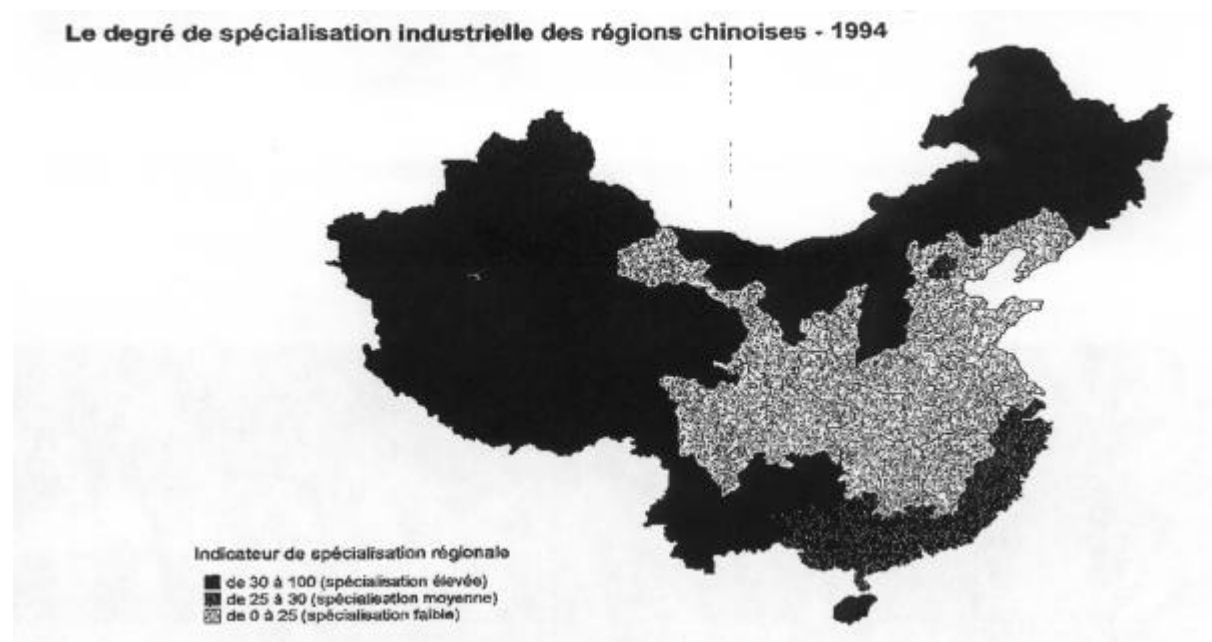 Le degré de spécialisation industrielle des régions chinoises - 1994
Indicateur de spécialisation régionale
de 30 à 100 (spécialisation élevée)
de 25 à 30 (spécialisation moyenne)
de 0 à 25 (spécialisation faible)